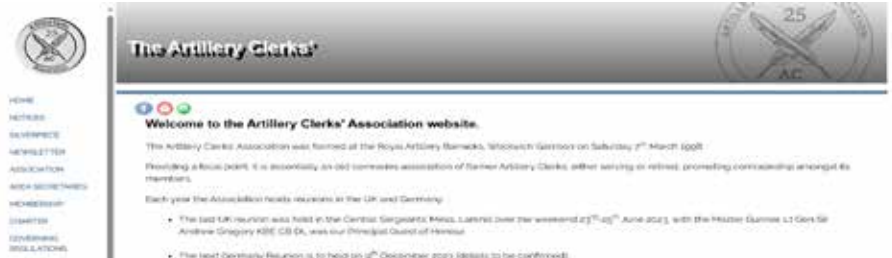 25
AC
The Artillery Clerks'
HOME
NOTICES
SILVERPIECE
NEWSLETTER
ASSOCIATION
AREA SECRETARIES
MEMBERSHIP
CHARTER
GOVERNING
REGULATIONS
Welcome to the Artillery Clerks' Association website.
The Artillery Clerks Association was formed at the Royal Artillery Barracks, Woolwich Garrison on Saturday 7th March 1998
Providing a focus point, it is essentially an old comrades association of former Artillery Clerks, either serving or retired, promoting comradeship amongst its
members.
Each year the Association holds reunions in the UK and Germany
• The last UK reunion was held in the Central Sergeants Mess, Larkhill over the weekend 23rd-25th June 2023, with the Master Gunner Lt Gen Sir
Andrew Gregory KBE CB DL was our Principal Guest of Honour
• The next Germany Reunion is to held on 9th December 2023 (details to be confirmed)